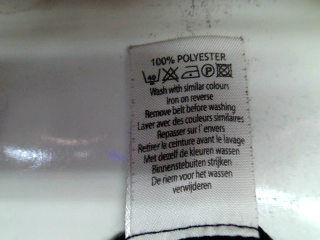 100% POLYESTER
40 P
Wash with similar colours
Iron on reverse
Remove belt before washing
Laver avec des couleurs similaires
Repasser sur l' envers
Retirer la ceinture avant le lavage
Met dezelf de kleuren wassen
Binnenstebuiten strijken
De riem voor het wassen
verwijderen